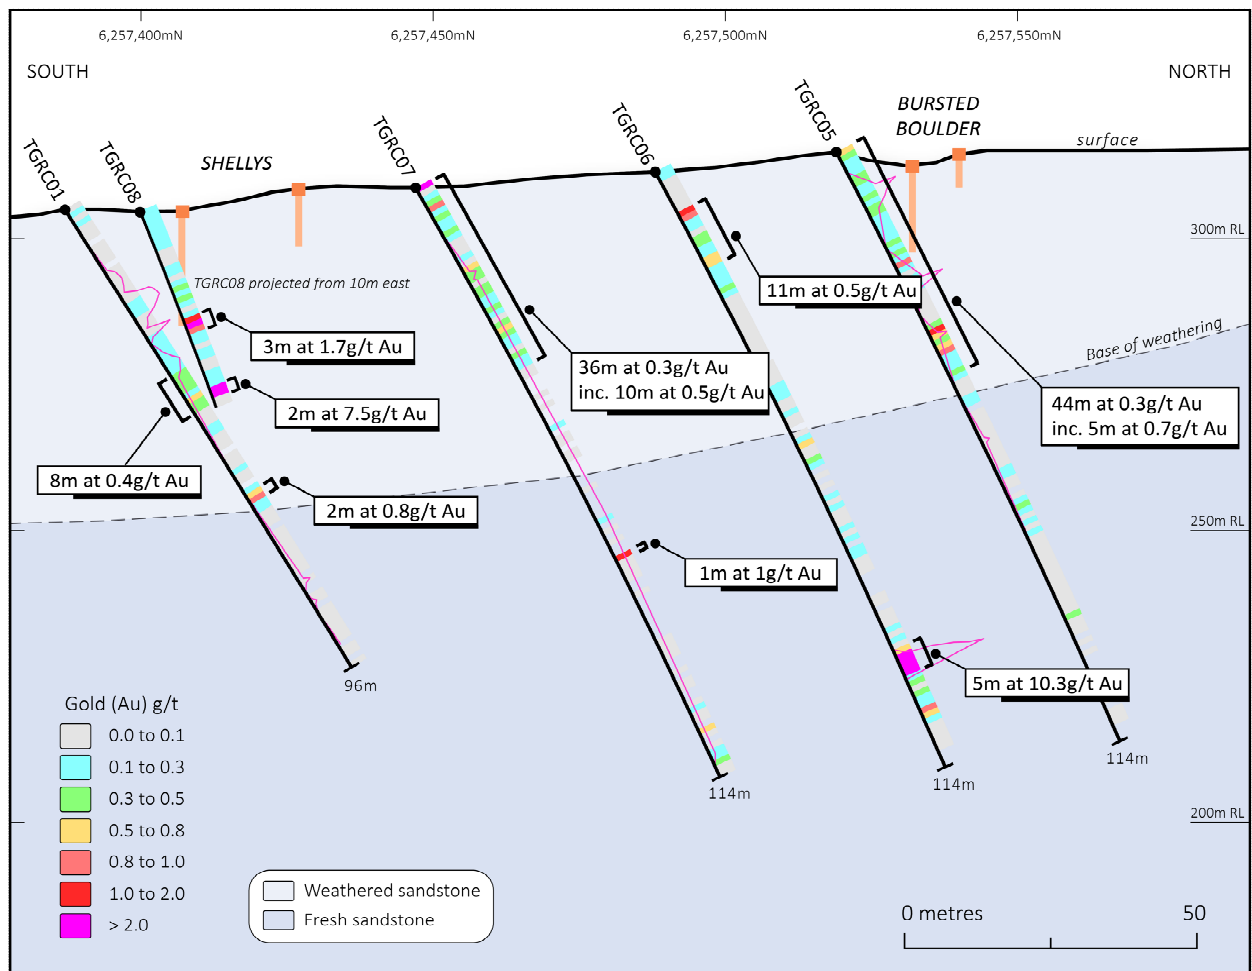 6,257,400mN
6,257,450mN
6,257,500mN
6,257,550mN
SOUTH
NORTH
TGRC01
TGRC08
SHELLYS
TGRC07
TGRC06
TGRC05
BURSTED
BOULDER
surface
300m RL
TGRC08 projected from 10m east
11m at 0.5g/t Au
3m at 1.7g/t Au
Base of weathering
36m at 0.3g/t Au
inc. 10m at 0.5g/t Au
2m at 7.5g/t Au
44m at 0.3g/t Au
inc. 5m at 0.7g/t Au
8m at 0.4g/t Au
2m at 0.8g/t Au
250m RL
1m at 1g/t Au
5m at 10.3g/t Au
96m
114m
114m
114m
200m RL
Gold (Au) g/t
0.0 to 0.1
0.1 to 0.3
0.3 to 0.5
0.5 to 0.8
0.8 to 1.0
1.0 to 2.0
> 2.0
Weathered sandstone
Fresh sandstone
0 metres
50